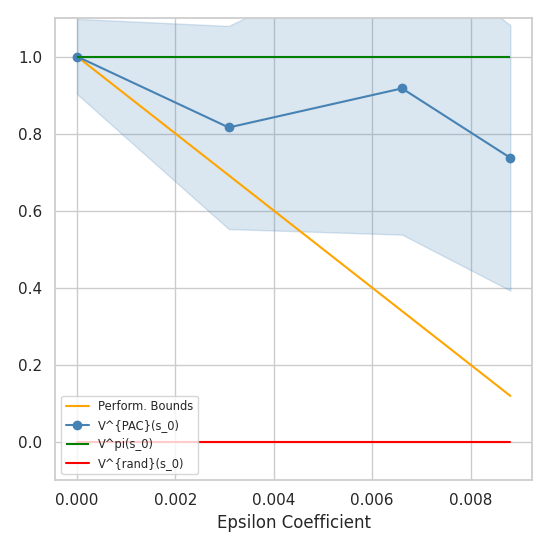 1.0
0.8
0.6
0.4
0.2
0.0
Perform. Bounds
V^{PAC}(s_0)
V^pi(s_0)
V^{rand}(s_0)
0.000 0.002 0.004 0.006 0.008
Epsilon Coefficient